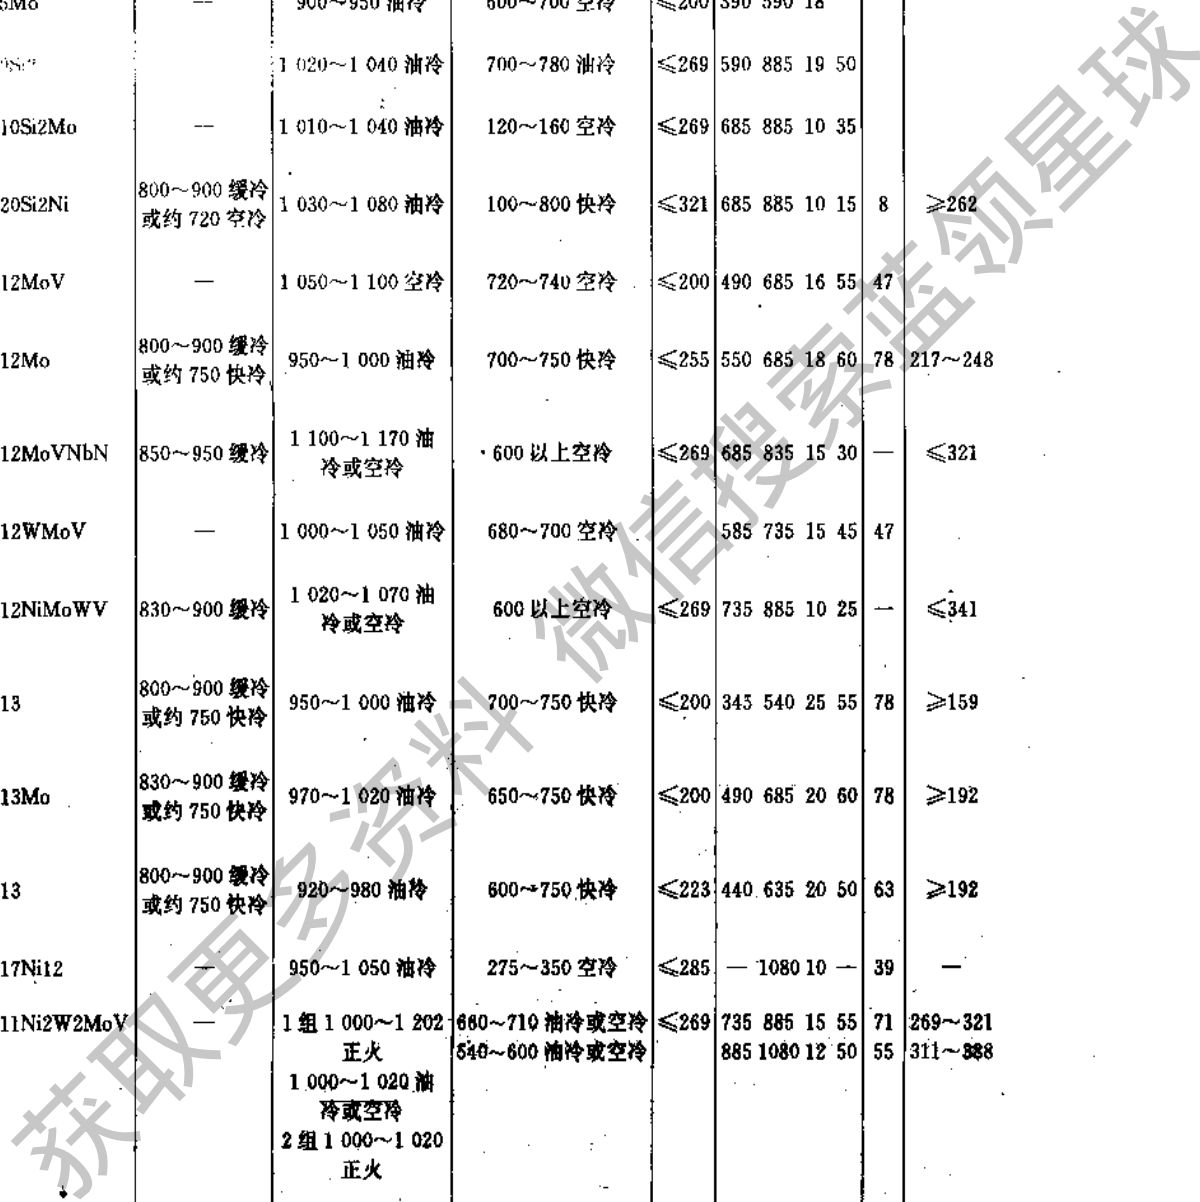 5Mo — 900～950 油冷 600～700 空冷 ≤200 390 590 18
1 020～1 040 油冷 700～780 油冷 ≤269 590 885 19 50
10Si2Mo — 1 010～1 040 油冷 120～160 空冷 ≤269 685 885 10 35
800～900 缓冷
20Si2Ni 1 030～1 080 油冷 100～800 快冷 ≤321 685 885 10 15 8 ≥262
或约 720 空冷
12MoV — 1 050～1 100 空冷 720～740 空冷 ≤200 490 685 16 55 47
800～900 缓冷
12Mo 950～1 000 油冷 700～750 快冷 ≤255 550 685 18 60 78 217～248
或约 750 快冷
1 100～1 170 油
12MoVNbN 850～950 缓冷 600 以上空冷 ≤269 685 835 15 30 — ≤321
冷或空冷
12WMoV — 1 000～1 050 油冷 680～700 空冷 585 735 15 45 47
1 020～1 070 油
12NiMoWV 830～900 缓冷 600 以上空冷 ≤269 735 885 10 25 — ≤341
冷或空冷
800～900 缓冷
13 950～1 000 油冷 700～750 快冷 ≤200 345 540 25 55 78 ≥159
或约 750 快冷
830～900 缓冷
13Mo 970～1 020 油冷 650～750 快冷 ≤200 490 685 20 60 78 ≥192
或约 750 快冷
800～900 缓冷
13 920～980 油冷 600～750 快冷 ≤223 440 635 20 50 63 ≥192
或约 750 快冷
17Ni12 — 950～1 050 油冷 275～350 空冷 ≤285 — 1080 10 — 39 —
11Ni2W2MoV — 1 组 1 000～1 202 660～710 油冷或空冷 ≤269 735 885 15 55 71 269～321
正火 540～600 油冷或空冷 885 1080 12 50 55 311～388
1 000～1 020 油
冷或空冷
2 组 1 000～1 020
正火
获取更多资料 微信搜索蓝领星球